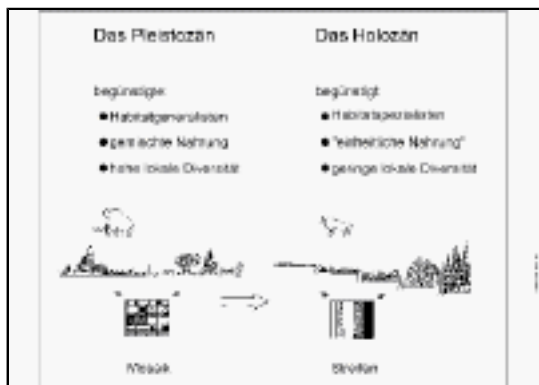 Das Pleistozän
begünstigte
Habitatgeneralisten
gemischte Nahrung
hohe lokale Diversität
Mosaik
Das Holozän
begünstigt
Habitatspezialisten
"einheitliche Nahrung"
geringe lokale Diversität
Streifen